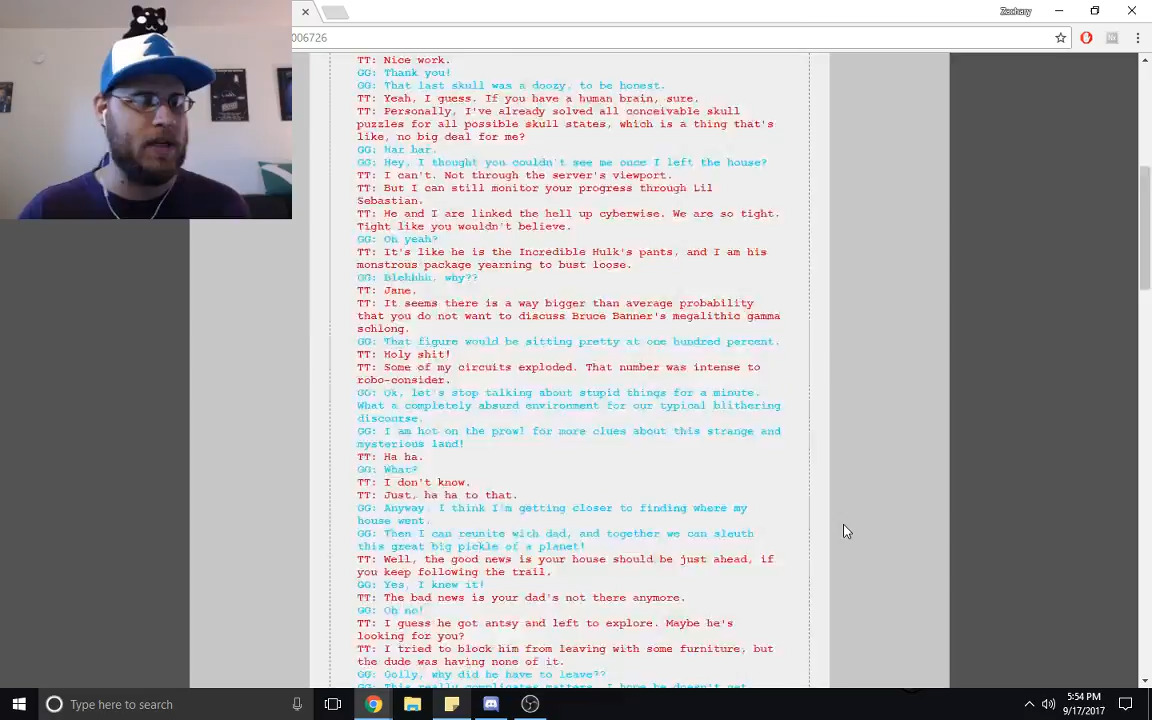 Zachary
006726
TT: Nice work.
GG: Thank you!
GG: That last skull was a doozy, to be honest.
TT: Yeah, I guess. If you have a human brain, sure.
TT: Personally, I've already solved all conceivable skull
puzzles for all possible skull states, which is a thing that's
like, no big deal for me?
GG: Har har.
GG: Hey, I thought you couldn't see me once I left the house?
TT: I can't. Not through the server's viewport.
TT: But I can still monitor your progress through Lil
Sebastian.
TT: He and I are linked the hell up cyberwise. We are so tight.
Tight like you wouldn't believe.
GG: Oh yeah?
TT: It's like he is the Incredible Hulk's pants, and I am his
monstrous package yearning to bust loose.
GG: Blehhhh, why??
TT: Jane.
TT: It seems there is a way bigger than average probability
that you do not want to discuss Bruce Banner's megalithic gamma
schlong.
GG: That figure would be sitting pretty at one hundred percent.
TT: Holy shit!
TT: Some of my circuits exploded. That number was intense to
robo-consider.
GG: Ok, let's stop talking about stupid things for a minute.
What a completely absurd environment for our typical blithering
discourse.
GG: I am hot on the prowl for more clues about this strange and
mysterious land!
TT: Ha ha.
GG: What?
TT: I don't know.
TT: Just, ha ha to that.
GG: Anyway, I think I'm getting closer to finding where my
house went.
GG: Then I can reunite with dad, and together we can sleuth
this great big pickle of a planet!
TT: Well, the good news is your house should be just ahead, if
you keep following the trail.
GG: Yes, I knew it!
TT: The bad news is your dad's not there anymore.
GG: Oh no!
TT: I guess he got antsy and left to explore. Maybe he's
looking for you?
TT: I tried to block him from leaving with some furniture, but
the dude was having none of it.
GG: Golly, why did he have to leave??
GG: This really complicates matters. I hope he doesn't get
Type here to search
5:54 PM
9/17/2017